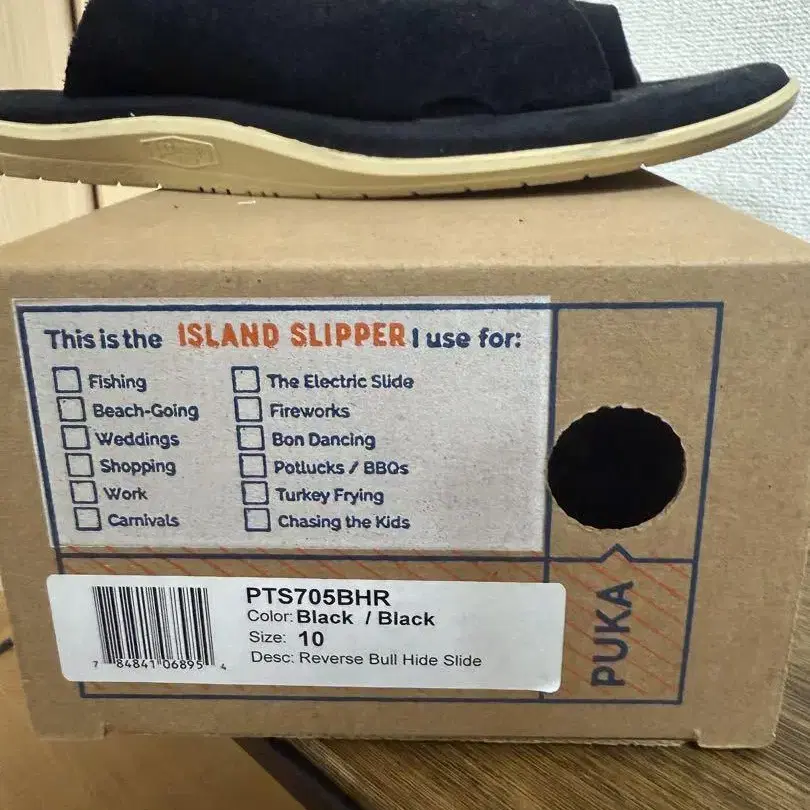 This is the ISLAND SLIPPER I use for:
Fishing
Beach-Going
Weddings
Shopping
Work
Carnivals
The Electric Slide
Fireworks
Bon Dancing
Potlucks / BBQs
Turkey Frying
Chasing the Kids
PUKA
PTS705BHR
Color: Black / Black
Size: 10
Desc: Reverse Bull Hide Slide
7 84841 06895 4